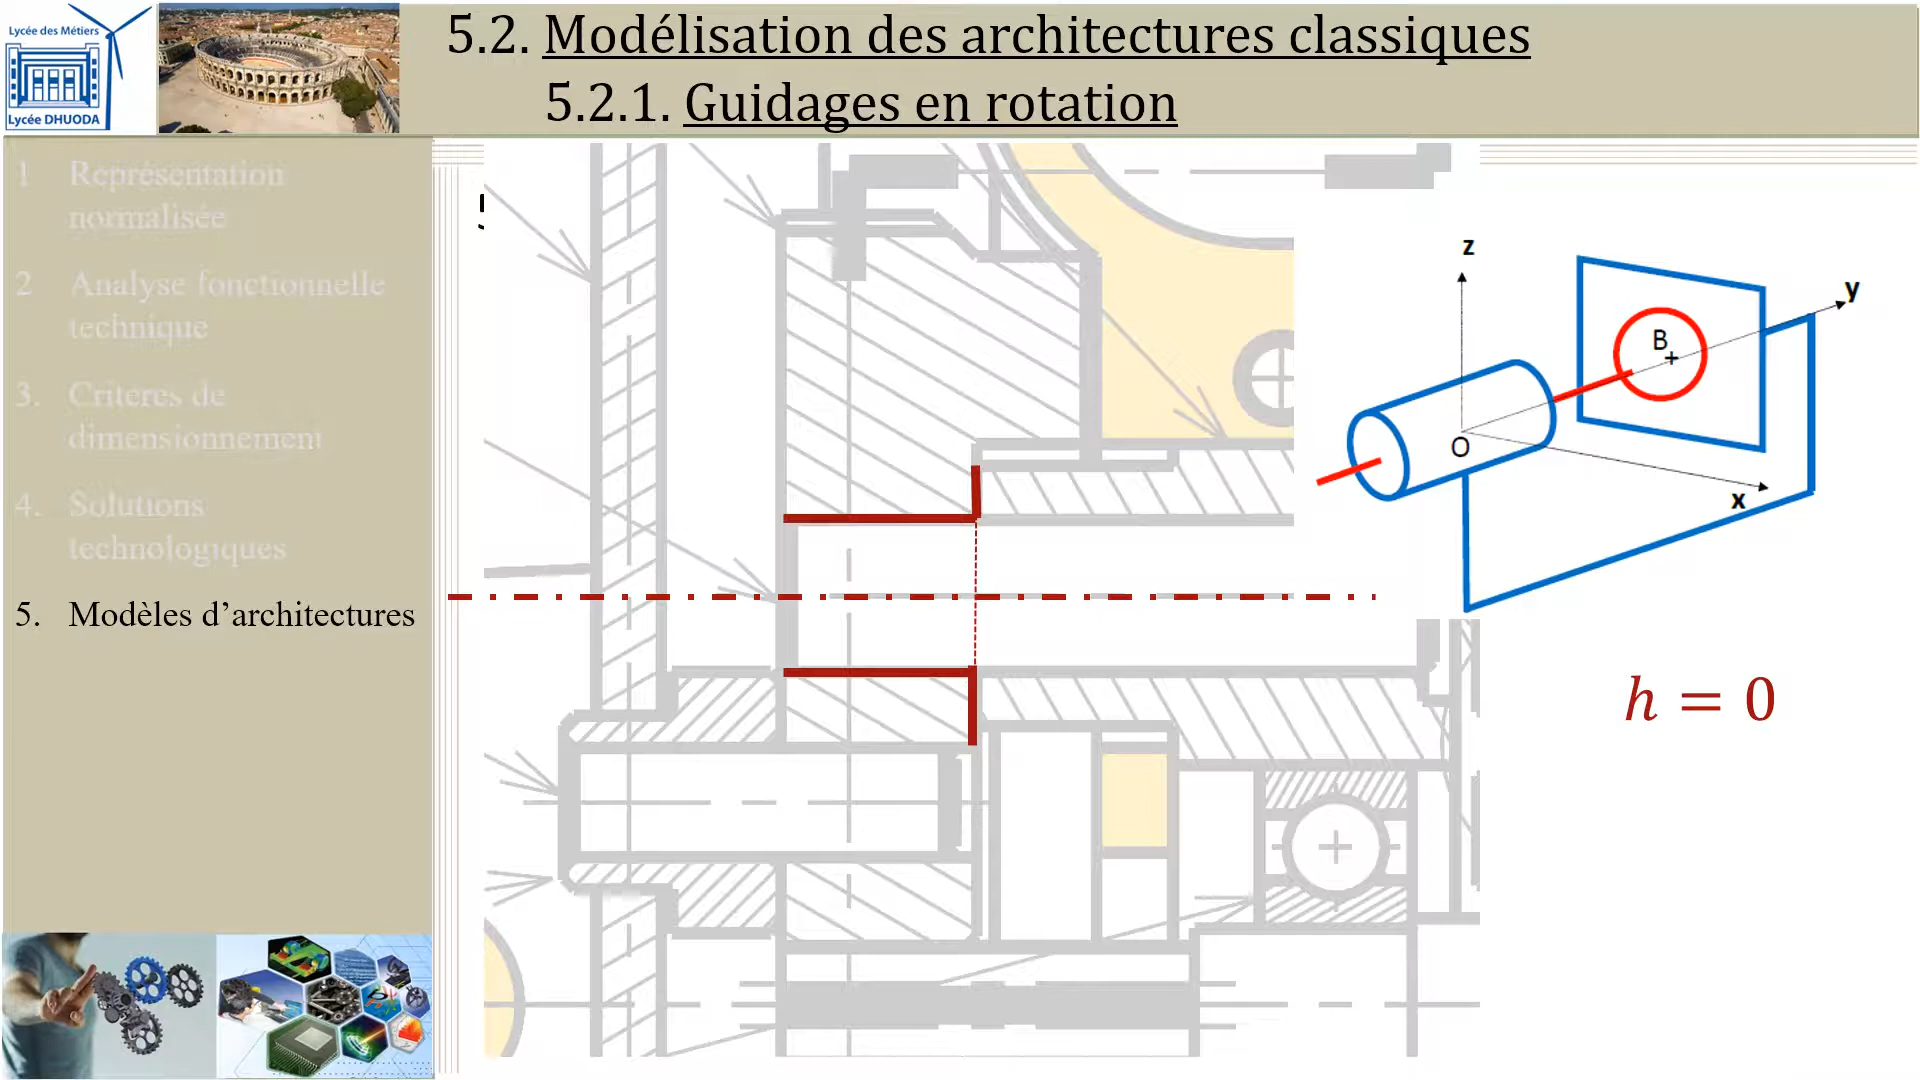 Lycée des Métiers
Lycée DHUODA
5.2. Modélisation des architectures classiques
5.2.1. Guidages en rotation
1 Représentation
normalisée
2 Analyse fonctionnelle
technique
3. Critères de
dimensionnement
4. Solutions
technologiques
5. Modèles d’architectures
z
y
B
O
x
h = 0